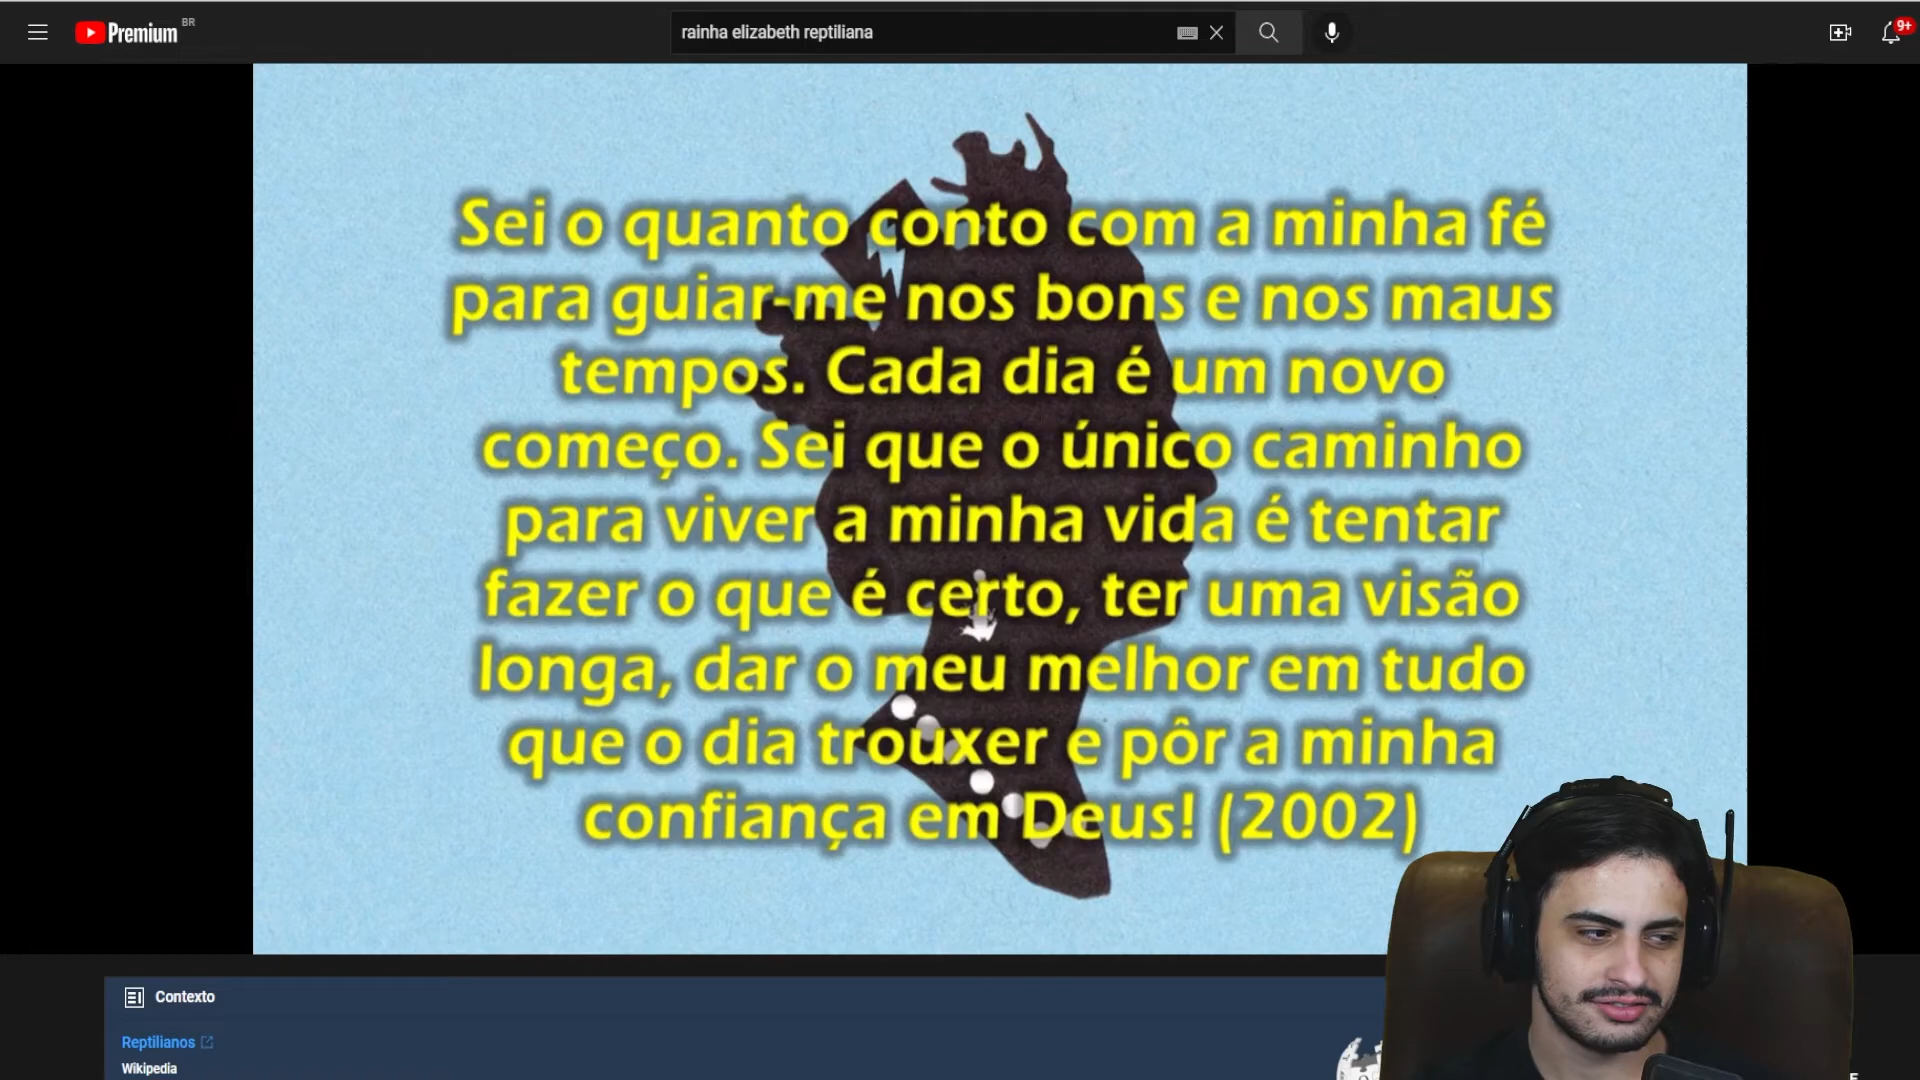 Premium BR
rainha elizabeth reptiliana
9+
Sei o quanto conto com a minha fé
para guiar-me nos bons e nos maus
tempos. Cada dia é um novo
começo. Sei que o único caminho
para viver a minha vida é tentar
fazer o que é certo, ter uma visão
longa, dar o meu melhor em tudo
que o dia trouxer e pôr a minha
confiança em Deus! (2002)
Contexto
Reptilianos
Wikipedia